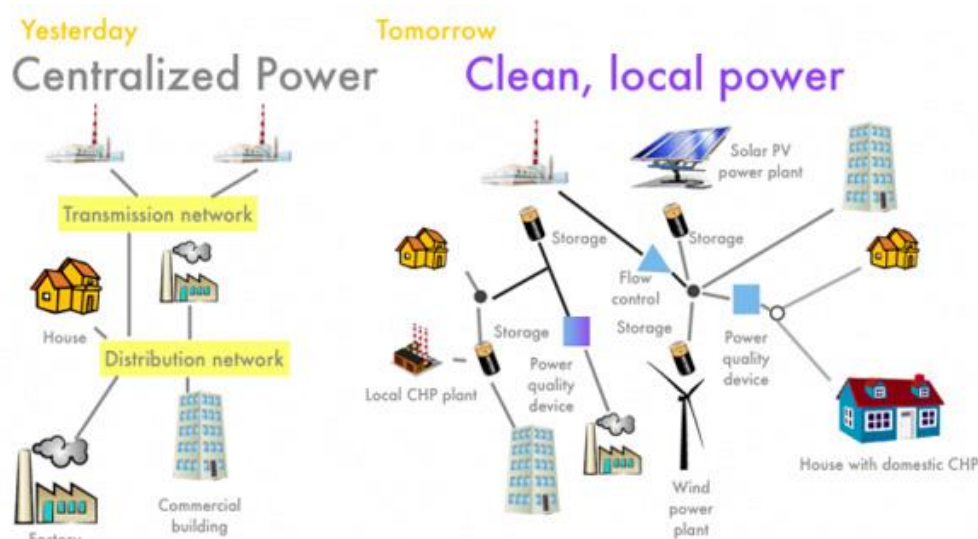 Yesterday
Centralized Power
Transmission network
House
Distribution network
Commercial
building
Factory
Tomorrow
Clean, local power
Solar PV
power plant
Storage
Storage
Flow
control
Storage
Storage
Power
quality
device
Power
quality
device
Local CHP plant
House with domestic CHP
Wind
power
plant